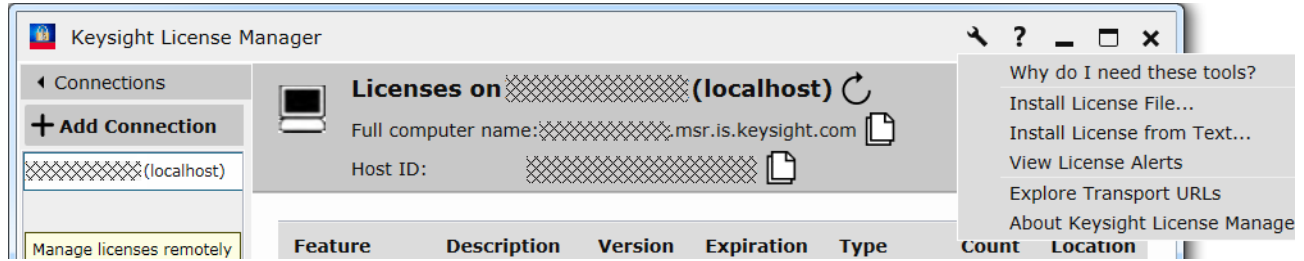 Keysight License Manager
?
Connections
Add Connection
(localhost)
Manage licenses remotely
Licenses on (localhost)
Full computer name: .msr.is.keysight.com
Host ID:
Feature Description Version Expiration Type Count Location
Why do I need these tools?
Install License File...
Install License from Text...
View License Alerts
Explore Transport URLs
About Keysight License Manage